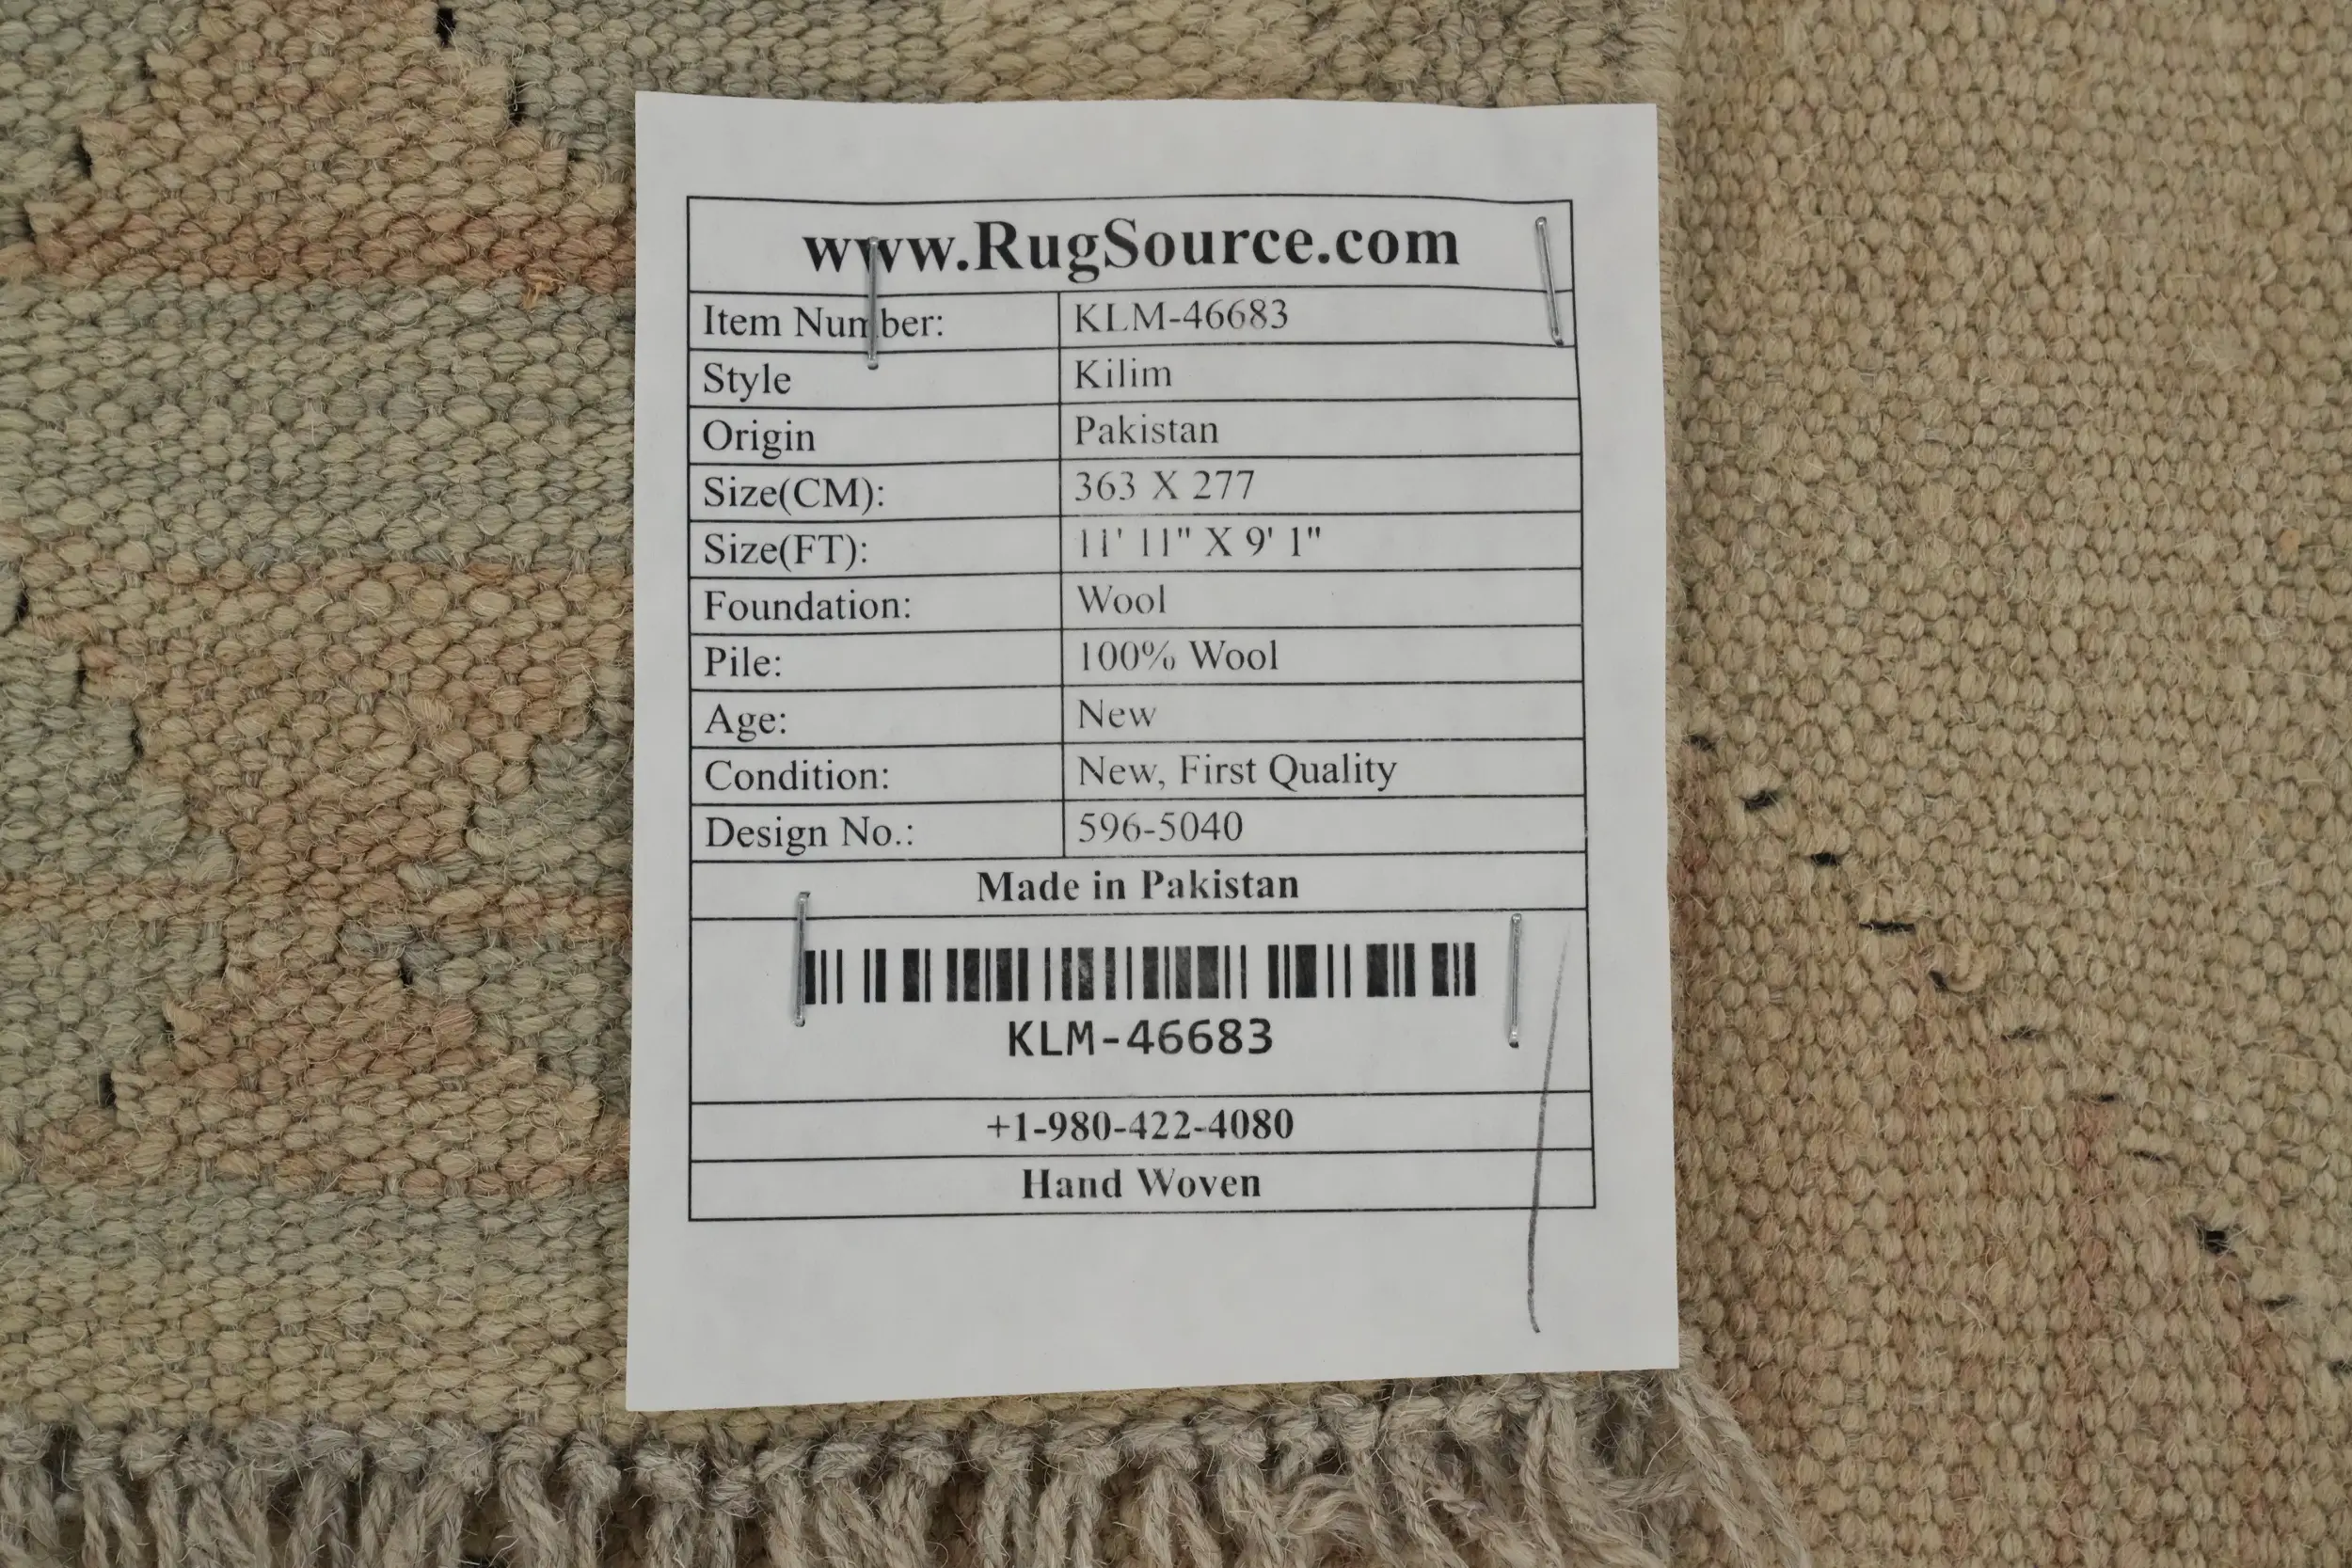 www.RugSource.com
Item Number: KLM-46683
Style Kilim
Origin Pakistan
Size(CM): 363 X 277
Size(FT): 11' 11" X 9' 1"
Foundation: Wool
Pile: 100% Wool
Age: New
Condition: New, First Quality
Design No.: 596-5040
Made in Pakistan
KLM-46683
+1-980-422-4080
Hand Woven